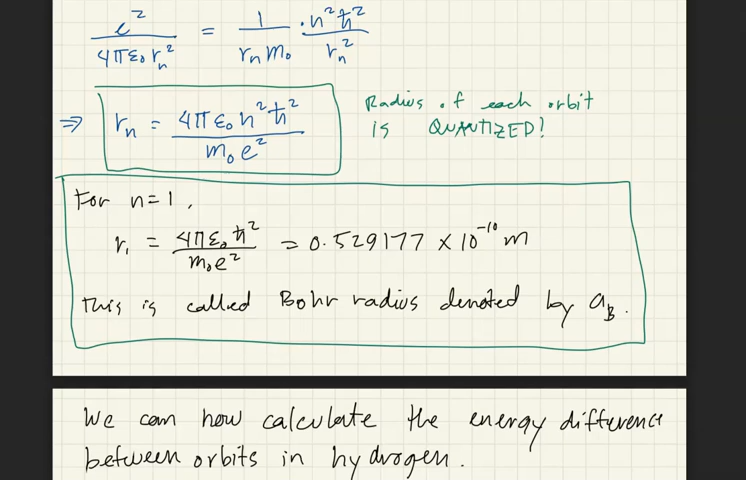 e² / 4πε₀rₙ² = 1 / rₙm₀ · n²ħ² / rₙ²
⇒ rₙ = 4πε₀n²ħ² / m₀e²
Radius of each orbit
is QUANTIZED!
For n=1,
r₁ = 4πε₀ħ² / m₀e² = 0.529177 × 10⁻¹⁰ m
This is called Bohr radius denoted by a_B.
We can now calculate the energy difference
between orbits in hydrogen.